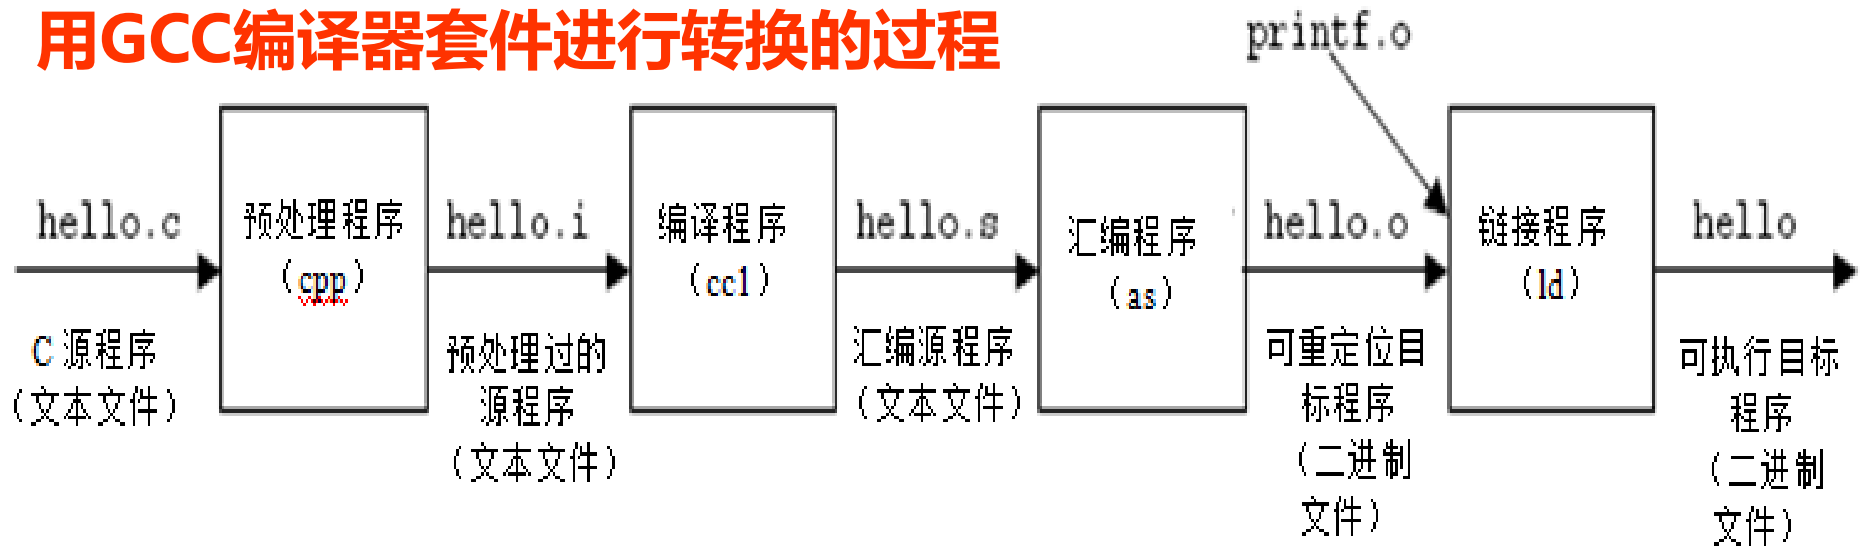 用GCC编译器套件进行转换的过程
printf.o
hello.c
预处理程序
（cpp）
hello.i
编译程序
（cc1）
hello.s
汇编程序
（as）
hello.o
链接程序
（ld）
hello
C 源程序
（文本文件）
预处理过的
源程序
（文本文件）
汇编源程序
（文本文件）
可重定位目
标程序
（二进制
文件）
可执行目标
程序
（二进制
文件）